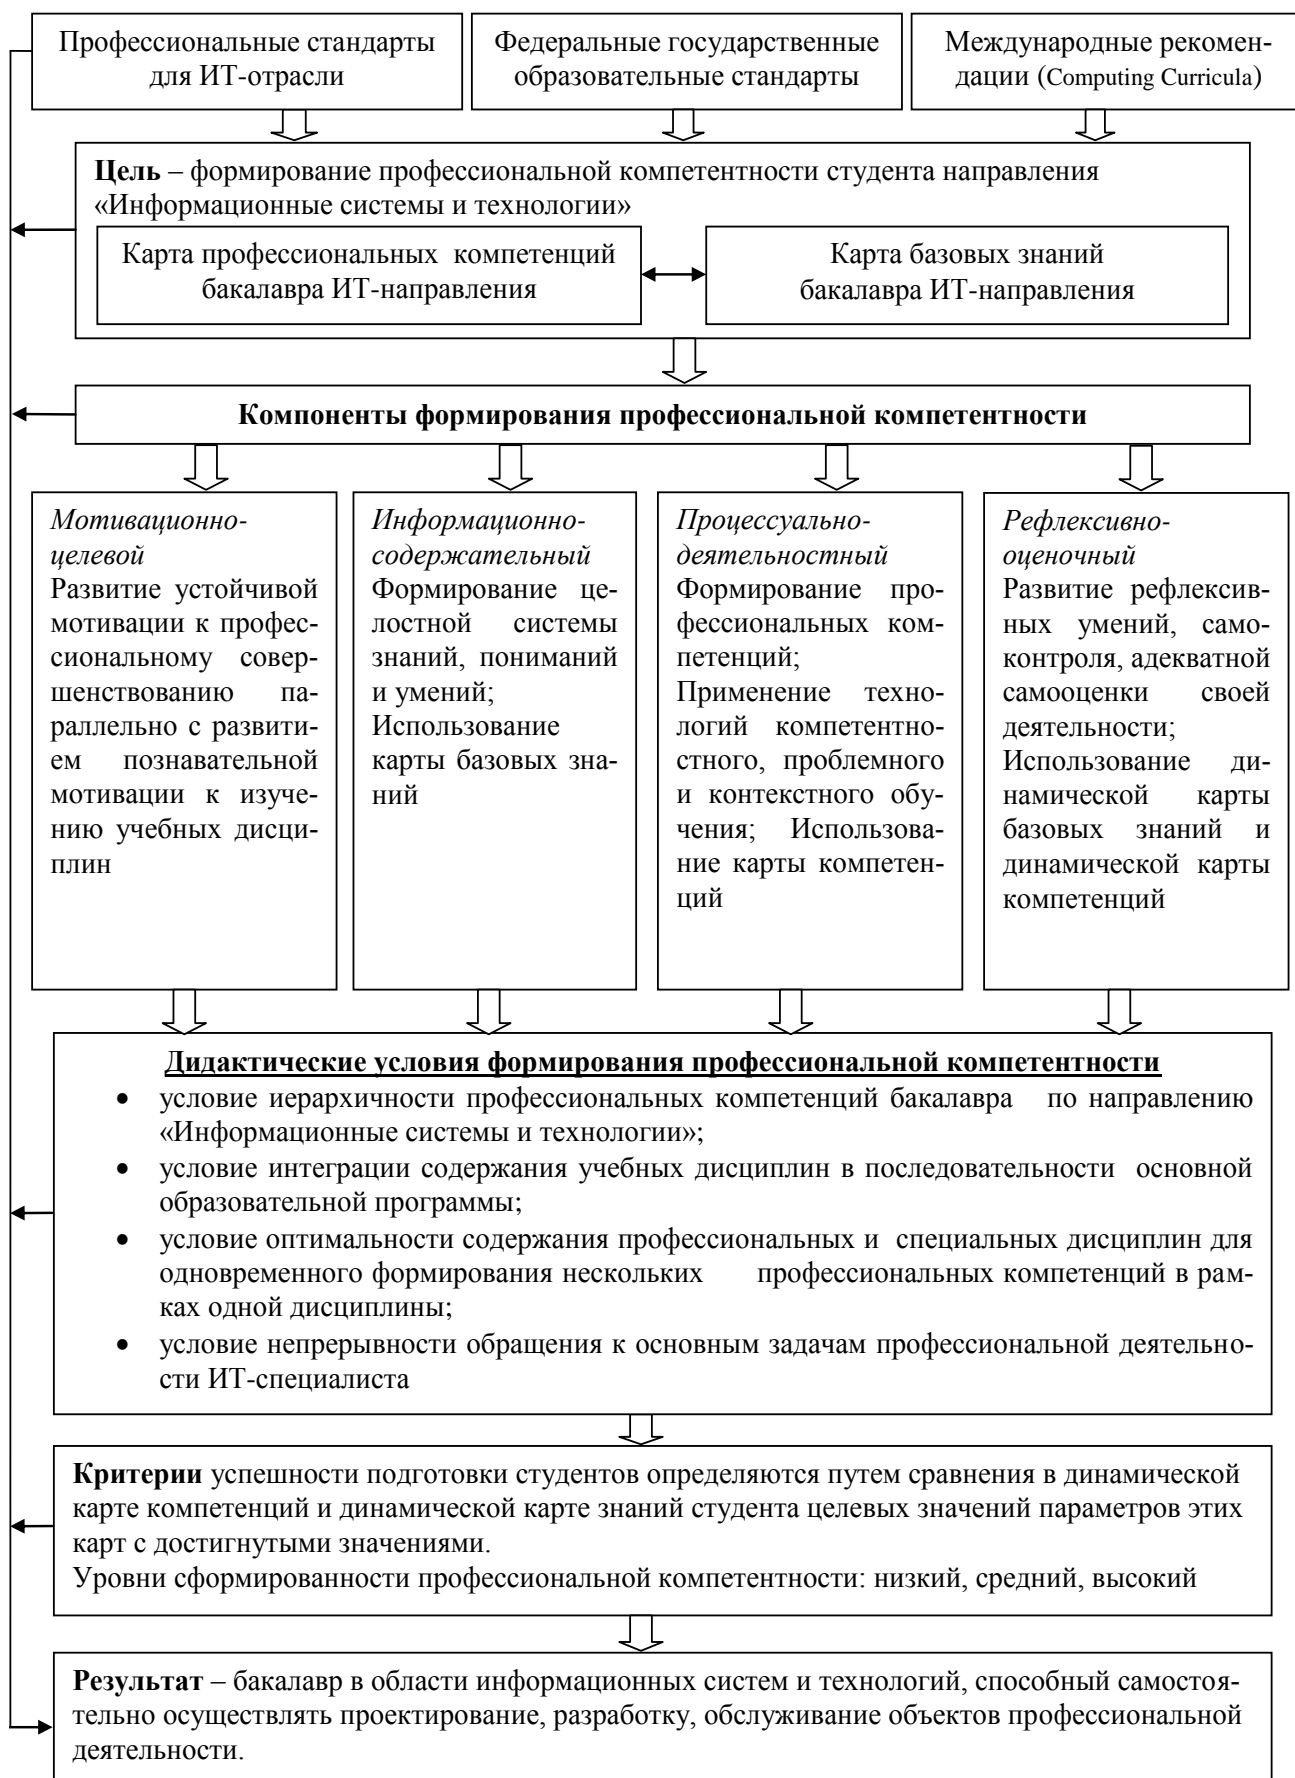 Профессиональные стандарты
для ИТ-отрасли
Федеральные государственные
образовательные стандарты
Международные рекомен-
дации (Computing Curricula)
Цель – формирование профессиональной компетентности студента направления
«Информационные системы и технологии»
Карта профессиональных компетенций
бакалавра ИТ-направления
Карта базовых знаний
бакалавра ИТ-направления
Компоненты формирования профессиональной компетентности
Мотивационно-
целевой
Развитие устойчивой
мотивации к профес-
сиональному совер-
шенствованию па-
раллельно с развити-
ем познавательной
мотивации к изуче-
нию учебных дисци-
плин
Информационно-
содержательный
Формирование це-
лостной системы
знаний, пониманий
и умений;
Использование
карты базовых зна-
ний
Процессуально-
деятельностный
Формирование про-
фессиональных ком-
петенций;
Применение техно-
логий компетентно-
стного, проблемного
и контекстного обу-
чения; Использова-
ние карты компетен-
ций
Рефлексивно-
оценочный
Развитие рефлексив-
ных умений, само-
контроля, адекватной
самооценки своей
деятельности;
Использование ди-
намической карты
базовых знаний и
динамической карты
компетенций
Дидактические условия формирования профессиональной компетентности
• условие иерархичности профессиональных компетенций бакалавра по направлению
«Информационные системы и технологии»;
• условие интеграции содержания учебных дисциплин в последовательности основной
образовательной программы;
• условие оптимальности содержания профессиональных и специальных дисциплин для
одновременного формирования нескольких профессиональных компетенций в рам-
ках одной дисциплины;
• условие непрерывности обращения к основным задачам профессиональной деятельно-
сти ИТ-специалиста
Критерии успешности подготовки студентов определяются путем сравнения в динамической
карте компетенций и динамической карте знаний студента целевых значений параметров этих
карт с достигнутыми значениями.
Уровни сформированности профессиональной компетентности: низкий, средний, высокий
Результат – бакалавр в области информационных систем и технологий, способный самостоя-
тельно осуществлять проектирование, разработку, обслуживание объектов профессиональной
деятельности.